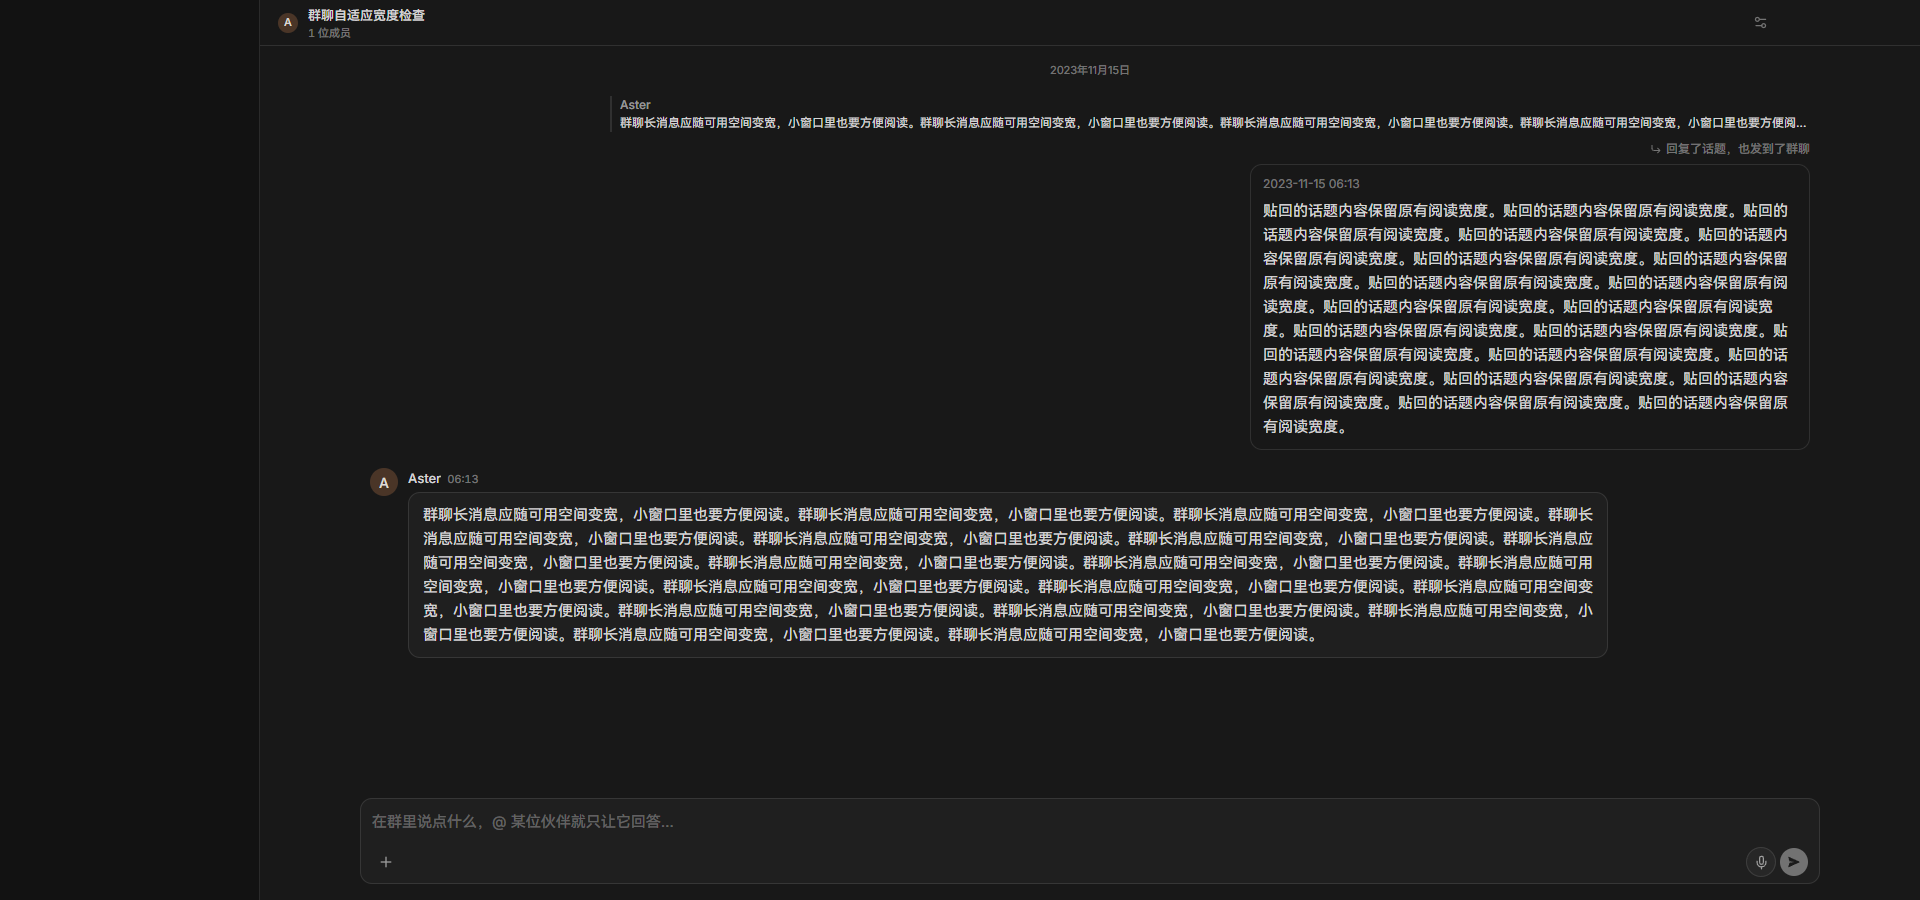 A
群聊自适应宽度检查
1 位成员
2023年11月15日
Aster
群聊长消息应随可用空间变宽，小窗口里也要方便阅读。群聊长消息应随可用空间变宽，小窗口里也要方便阅读。群聊长消息应随可用空间变宽，小窗口里也要方便阅读。群聊长消息应随可用空间变宽，小窗口里也要方便阅...
回复了话题，也发到了群聊
2023-11-15 06:13
贴回的话题内容保留原有阅读宽度。贴回的话题内容保留原有阅读宽度。贴回的
话题内容保留原有阅读宽度。贴回的话题内容保留原有阅读宽度。贴回的话题内
容保留原有阅读宽度。贴回的话题内容保留原有阅读宽度。贴回的话题内容保留
原有阅读宽度。贴回的话题内容保留原有阅读宽度。贴回的话题内容保留原有阅
读宽度。贴回的话题内容保留原有阅读宽度。贴回的话题内容保留原有阅读宽
度。贴回的话题内容保留原有阅读宽度。贴回的话题内容保留原有阅读宽度。贴
回的话题内容保留原有阅读宽度。贴回的话题内容保留原有阅读宽度。贴回的话
题内容保留原有阅读宽度。贴回的话题内容保留原有阅读宽度。贴回的话题内容
保留原有阅读宽度。贴回的话题内容保留原有阅读宽度。贴回的话题内容保留原
有阅读宽度。
A
Aster 06:13
群聊长消息应随可用空间变宽，小窗口里也要方便阅读。群聊长消息应随可用空间变宽，小窗口里也要方便阅读。群聊长消息应随可用空间变宽，小窗口里也要方便阅读。群聊长
消息应随可用空间变宽，小窗口里也要方便阅读。群聊长消息应随可用空间变宽，小窗口里也要方便阅读。群聊长消息应随可用空间变宽，小窗口里也要方便阅读。群聊长消息应
随可用空间变宽，小窗口里也要方便阅读。群聊长消息应随可用空间变宽，小窗口里也要方便阅读。群聊长消息应随可用空间变宽，小窗口里也要方便阅读。群聊长消息应随可用
空间变宽，小窗口里也要方便阅读。群聊长消息应随可用空间变宽，小窗口里也要方便阅读。群聊长消息应随可用空间变宽，小窗口里也要方便阅读。群聊长消息应随可用空间变
宽，小窗口里也要方便阅读。群聊长消息应随可用空间变宽，小窗口里也要方便阅读。群聊长消息应随可用空间变宽，小窗口里也要方便阅读。群聊长消息应随可用空间变宽，小
窗口里也要方便阅读。群聊长消息应随可用空间变宽，小窗口里也要方便阅读。群聊长消息应随可用空间变宽，小窗口里也要方便阅读。
在群里说点什么，@ 某位伙伴就只让它回答...